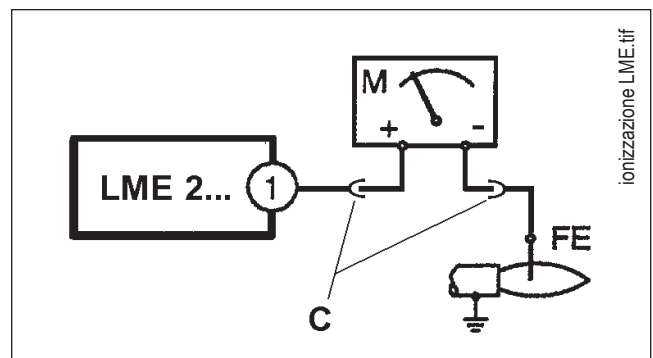 ionizzazione LME.tif
M
+ -
LME 2... 1
FE
C